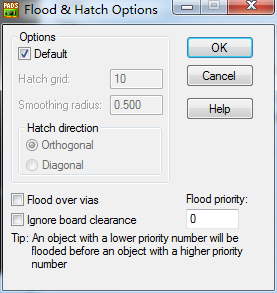 PADS
Flood & Hatch Options
Options
Default
Hatch grid: 10
Smoothing radius: 0.500
Hatch direction
Orthogonal
Diagonal
OK
Cancel
Help
Flood over vias
Ignore board clearance
Flood priority:
0
Tip: An object with a lower priority number will be
flooded before an object with a higher priority
number